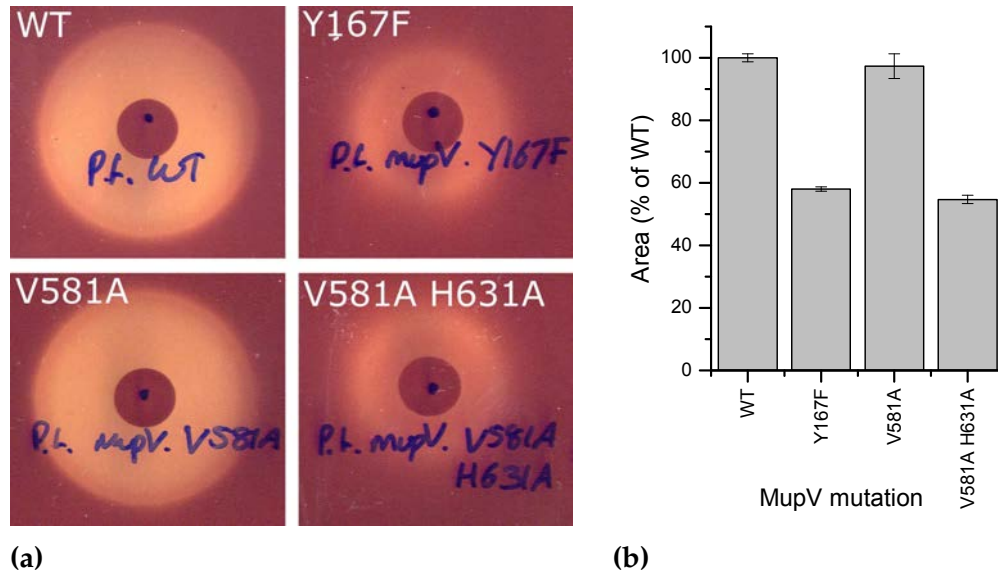 WT
P.L. WT
Y167F
P.L. mupV. Y167F
V581A
P.L. mupV. V581A
V581A H631A
P.L. mupV. V581A
H631A
(a)
Area (% of WT)
100
80
60
40
20
0
WT
Y167F
V581A
V581A H631A
MupV mutation
(b)